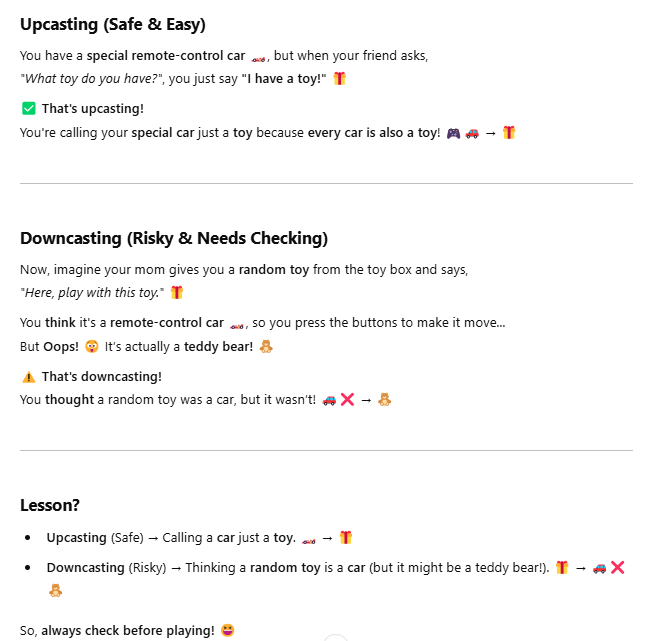 Upcasting (Safe & Easy)
You have a special remote-control car 🏎️, but when your friend asks,
"What toy do you have?", you just say "I have a toy!" 🎁
✅ That's upcasting!
You're calling your special car just a toy because every car is also a toy! 🎮 🚗 → 🎁
Downcasting (Risky & Needs Checking)
Now, imagine your mom gives you a random toy from the toy box and says,
"Here, play with this toy." 🎁
You think it's a remote-control car 🏎️, so you press the buttons to make it move...
But Oops! 😳 It's actually a teddy bear! 🧸
⚠️ That's downcasting!
You thought a random toy was a car, but it wasn't! 🚗 ❌ → 🧸
Lesson?
• Upcasting (Safe) → Calling a car just a toy. 🏎️ → 🎁
• Downcasting (Risky) → Thinking a random toy is a car (but it might be a teddy bear!). 🎁 → 🚗 ❌
🧸
So, always check before playing! 😆